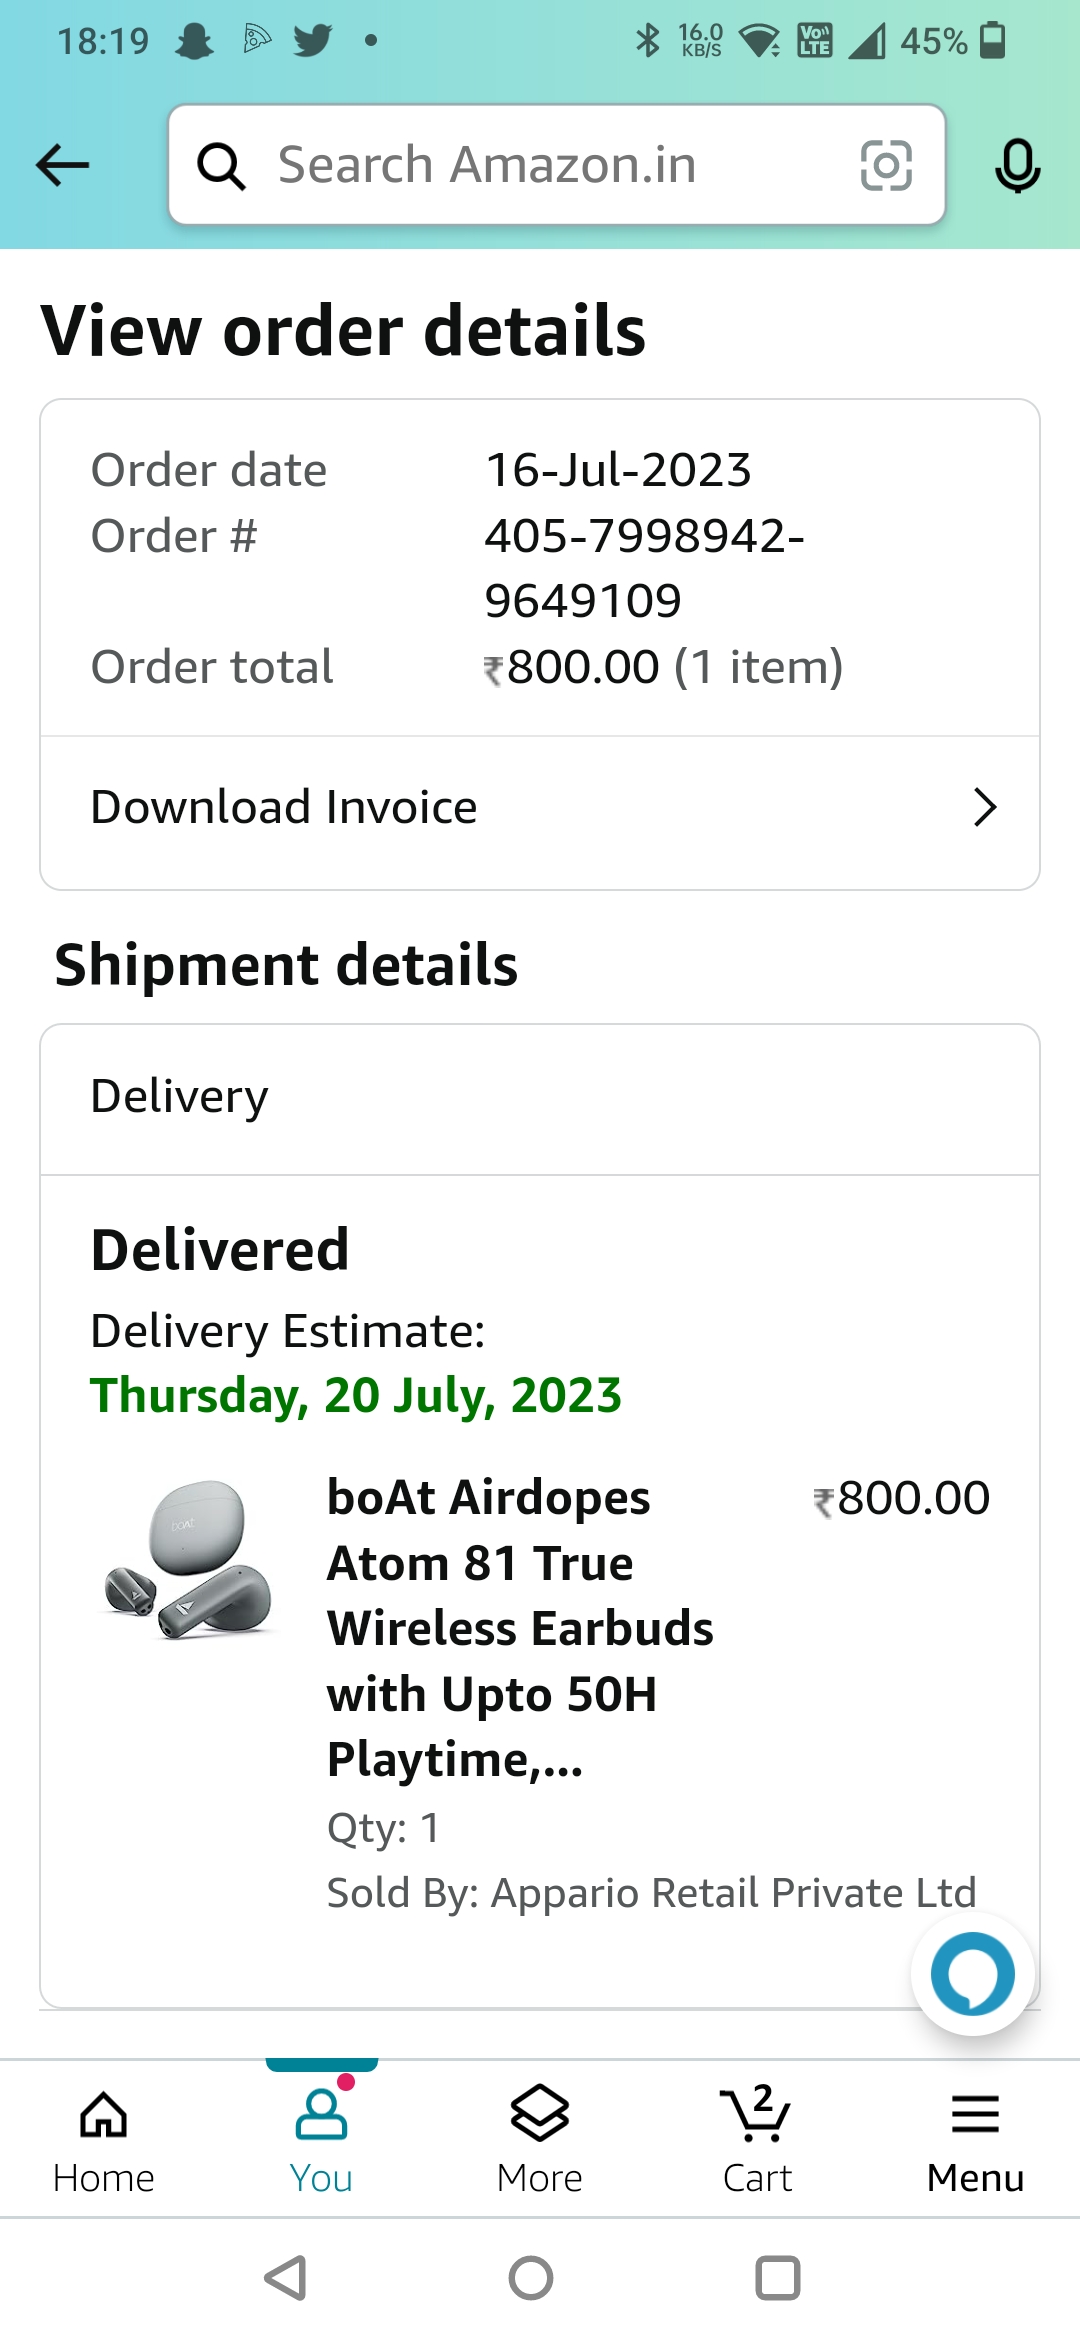 18:19 16.0 KB/S Vo LTE 45%
Search Amazon.in
View order details
Order date 16-Jul-2023
Order # 405-7998942-
9649109
Order total ₹800.00 (1 item)
Download Invoice
Shipment details
Delivery
Delivered
Delivery Estimate:
Thursday, 20 July, 2023
boAt
boAt Airdopes ₹800.00
Atom 81 True
Wireless Earbuds
with Upto 50H
Playtime,...
Qty: 1
Sold By: Appario Retail Private Ltd
2
Home You More Cart Menu